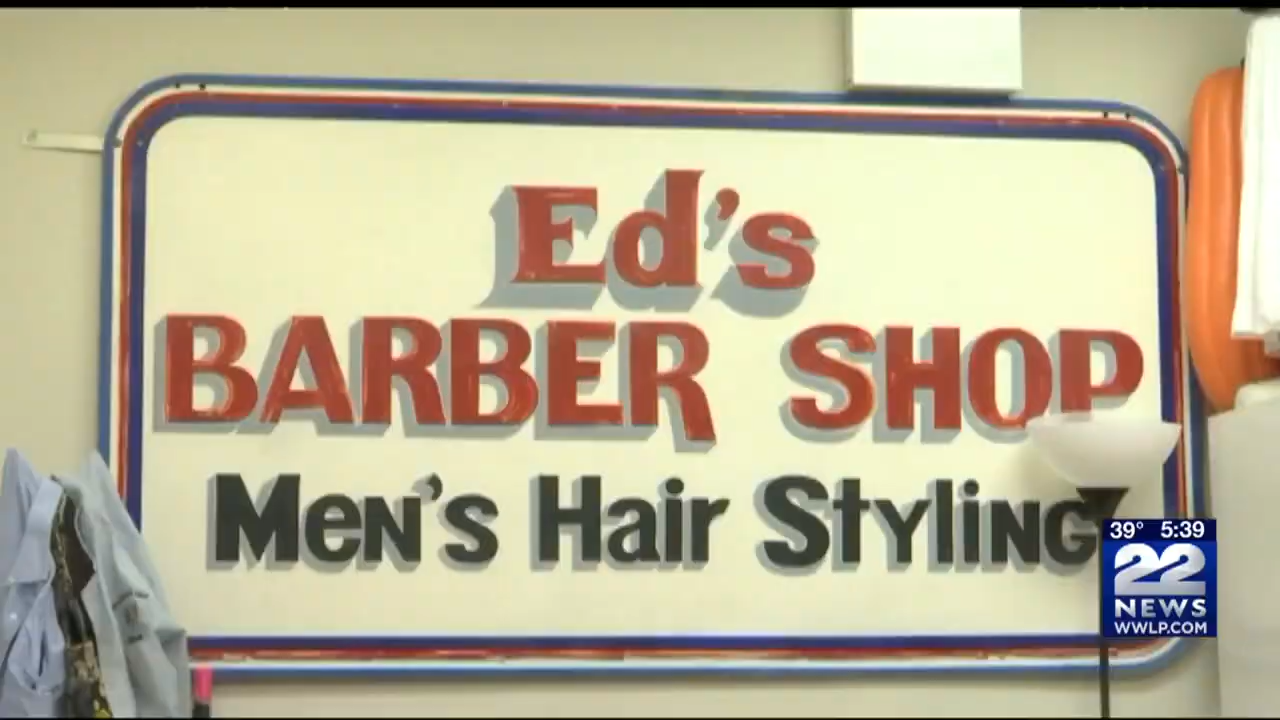 Ed's
BARBER SHOP
Men's Hair Styling
39° 5:39
22
NEWS
WWLP.COM